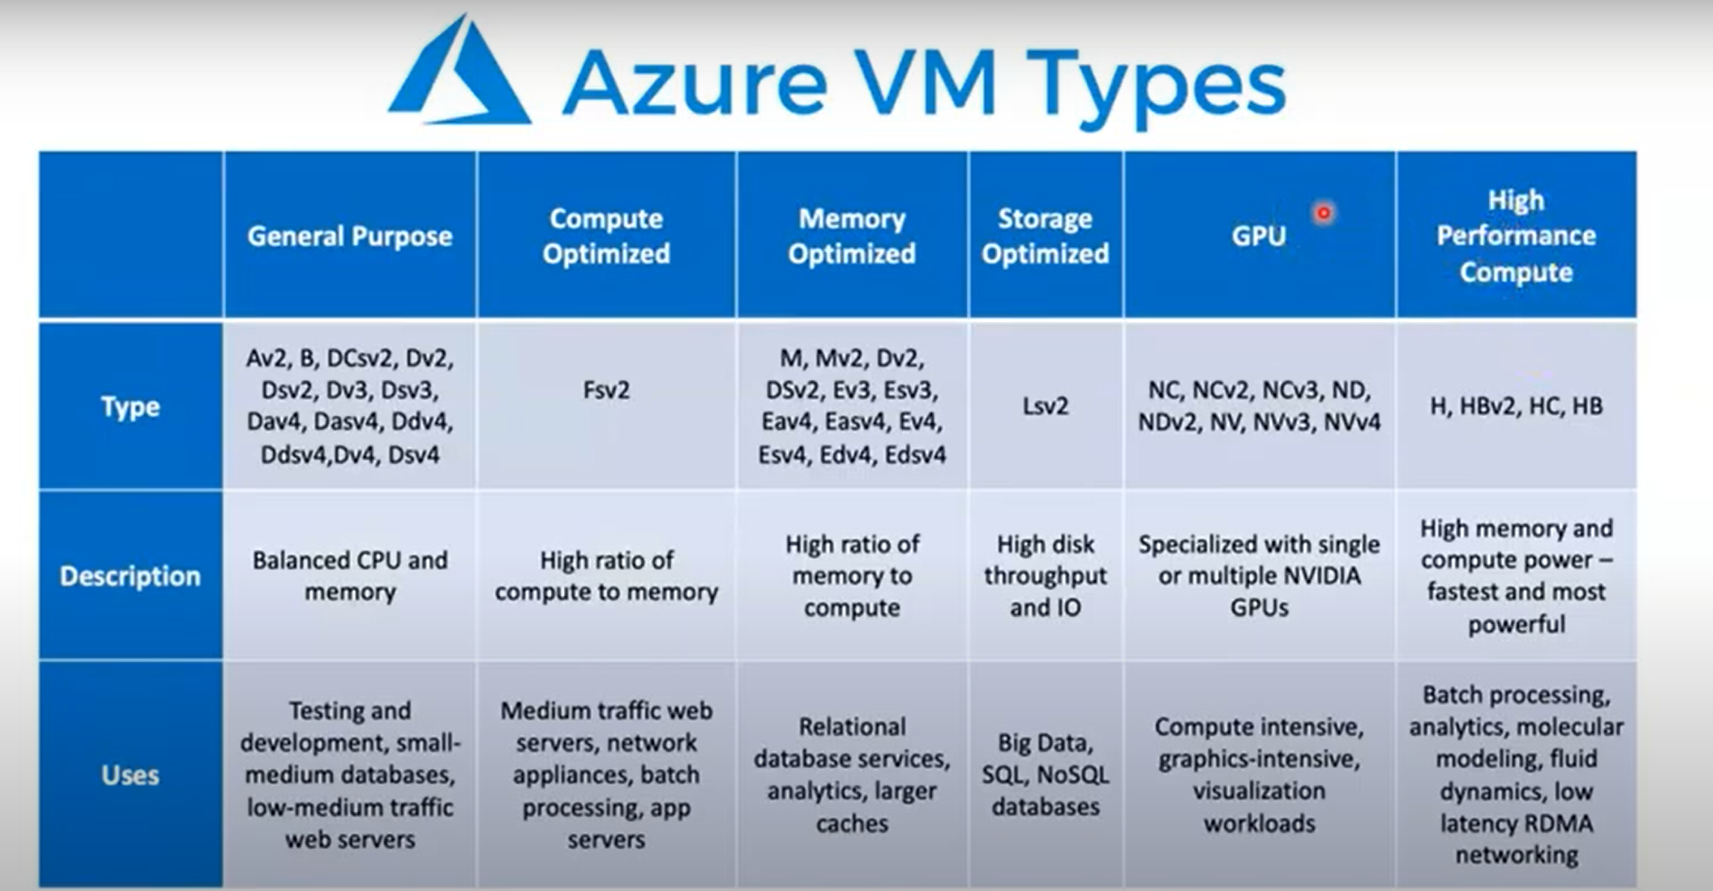 Azure VM Types
General Purpose
Compute
Optimized
Memory
Optimized
Storage
Optimized
GPU
High
Performance
Compute
Type
Av2, B, DCsv2, Dv2,
Dsv2, Dv3, Dsv3,
Dav4, Dasv4, Ddv4,
Ddsv4,Dv4, Dsv4
Fsv2
M, Mv2, Dv2,
DSv2, Ev3, Esv3,
Eav4, Easv4, Ev4,
Esv4, Edv4, Edsv4
Lsv2
NC, NCv2, NCv3, ND,
NDv2, NV, NVv3, NVv4
H, HBv2, HC, HB
Description
Balanced CPU and
memory
High ratio of
compute to memory
High ratio of
memory to
compute
High disk
throughput
and IO
Specialized with single
or multiple NVIDIA
GPUs
High memory and
compute power –
fastest and most
powerful
Uses
Testing and
development, small-
medium databases,
low-medium traffic
web servers
Medium traffic web
servers, network
appliances, batch
processing, app
servers
Relational
database services,
analytics, larger
caches
Big Data,
SQL, NoSQL
databases
Compute intensive,
graphics-intensive,
visualization
workloads
Batch processing,
analytics, molecular
modeling, fluid
dynamics, low
latency RDMA
networking